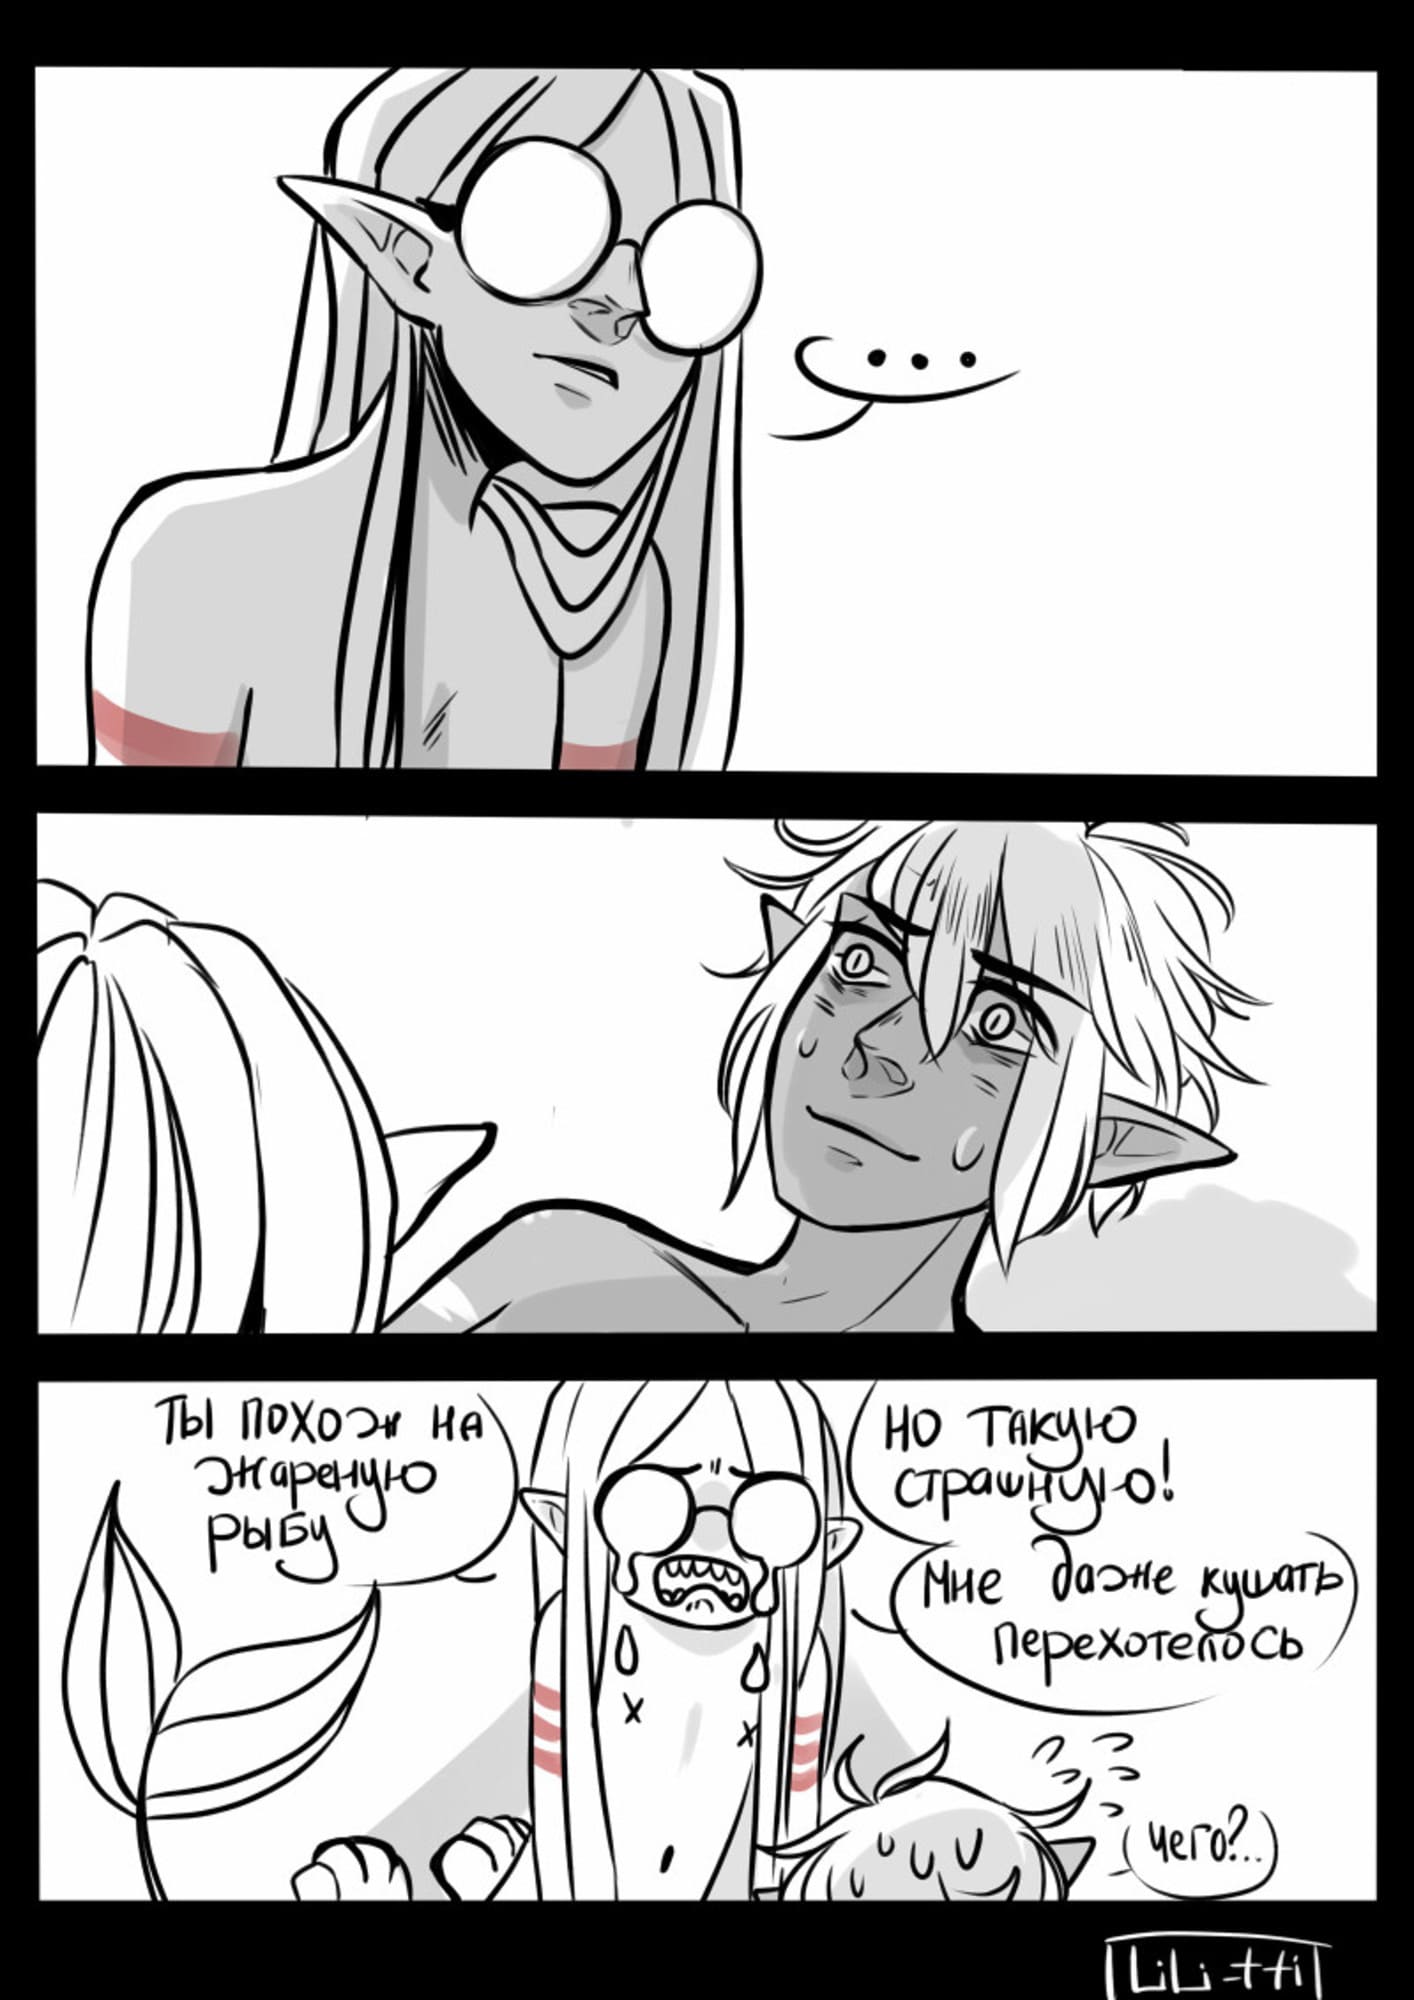 ...
Ты похож на
жареную
рыбу
Но такую
страшную!
Мне даже кушать
перехотелось
Чего?..
LiLi-tti